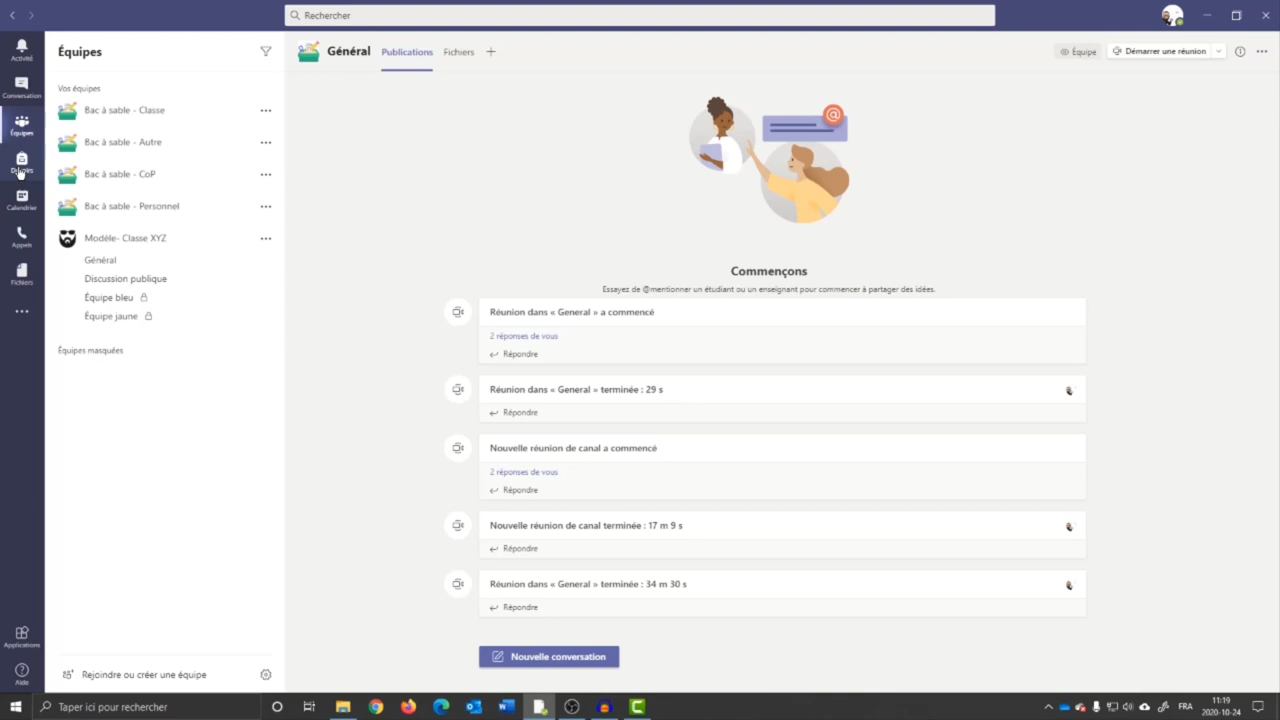 Rechercher
Activité
Conversation
Équipes
Calendrier
Appels
Fichiers
Applications
Aide
Équipes
Vos équipes
Bac à sable - Classe
Bac à sable - Autre
Bac à sable - CoP
Bac à sable - Personnel
Modèle- Classe XYZ
Général
Discussion publique
Équipe bleu
Équipe jaune
Équipes masquées
Rejoindre ou créer une équipe
Général Publications Fichiers
Équipe Démarrer une réunion
Commençons
Essayez de @mentionner un étudiant ou un enseignant pour commencer à partager des idées.
Réunion dans « General » a commencé
2 réponses de vous
Répondre
Réunion dans « General » terminée : 29 s
Répondre
Nouvelle réunion de canal a commencé
2 réponses de vous
Répondre
Nouvelle réunion de canal terminée : 17 m 9 s
Répondre
Réunion dans « General » terminée : 34 m 30 s
Répondre
Nouvelle conversation
Taper ici pour rechercher
FRA
11:19
2020-10-24